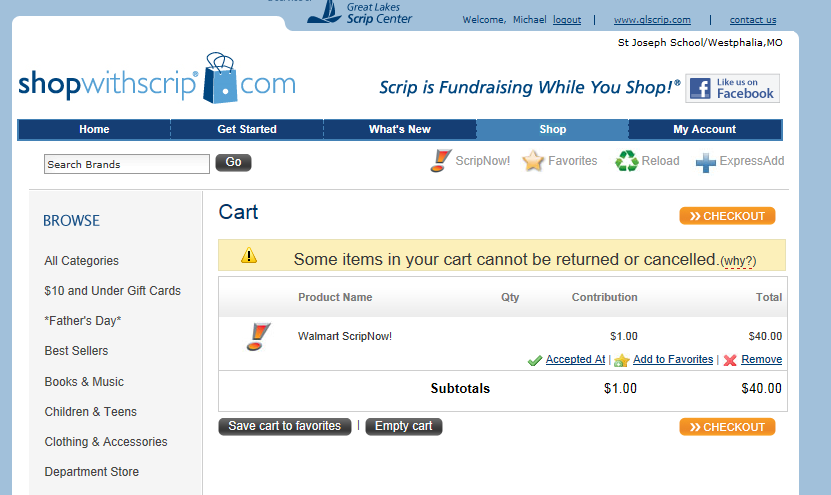 Great Lakes
Scrip Center
Welcome, Michael logout | www.glscrip.com | contact us
St Joseph School/Westphalia,MO
shopwithscrip®.com
Scrip is Fundraising While You Shop!®
Like us on
Facebook
Home Get Started What's New Shop My Account
Search Brands Go ScripNow! Favorites Reload ExpressAdd
BROWSE
All Categories
$10 and Under Gift Cards
*Father's Day*
Best Sellers
Books & Music
Children & Teens
Clothing & Accessories
Department Store
Cart
CHECKOUT
Some items in your cart cannot be returned or cancelled.(why?)
Product Name Qty Contribution Total
Walmart ScripNow! $1.00 $40.00
Accepted At | Add to Favorites | Remove
Subtotals $1.00 $40.00
Save cart to favorites | Empty cart CHECKOUT